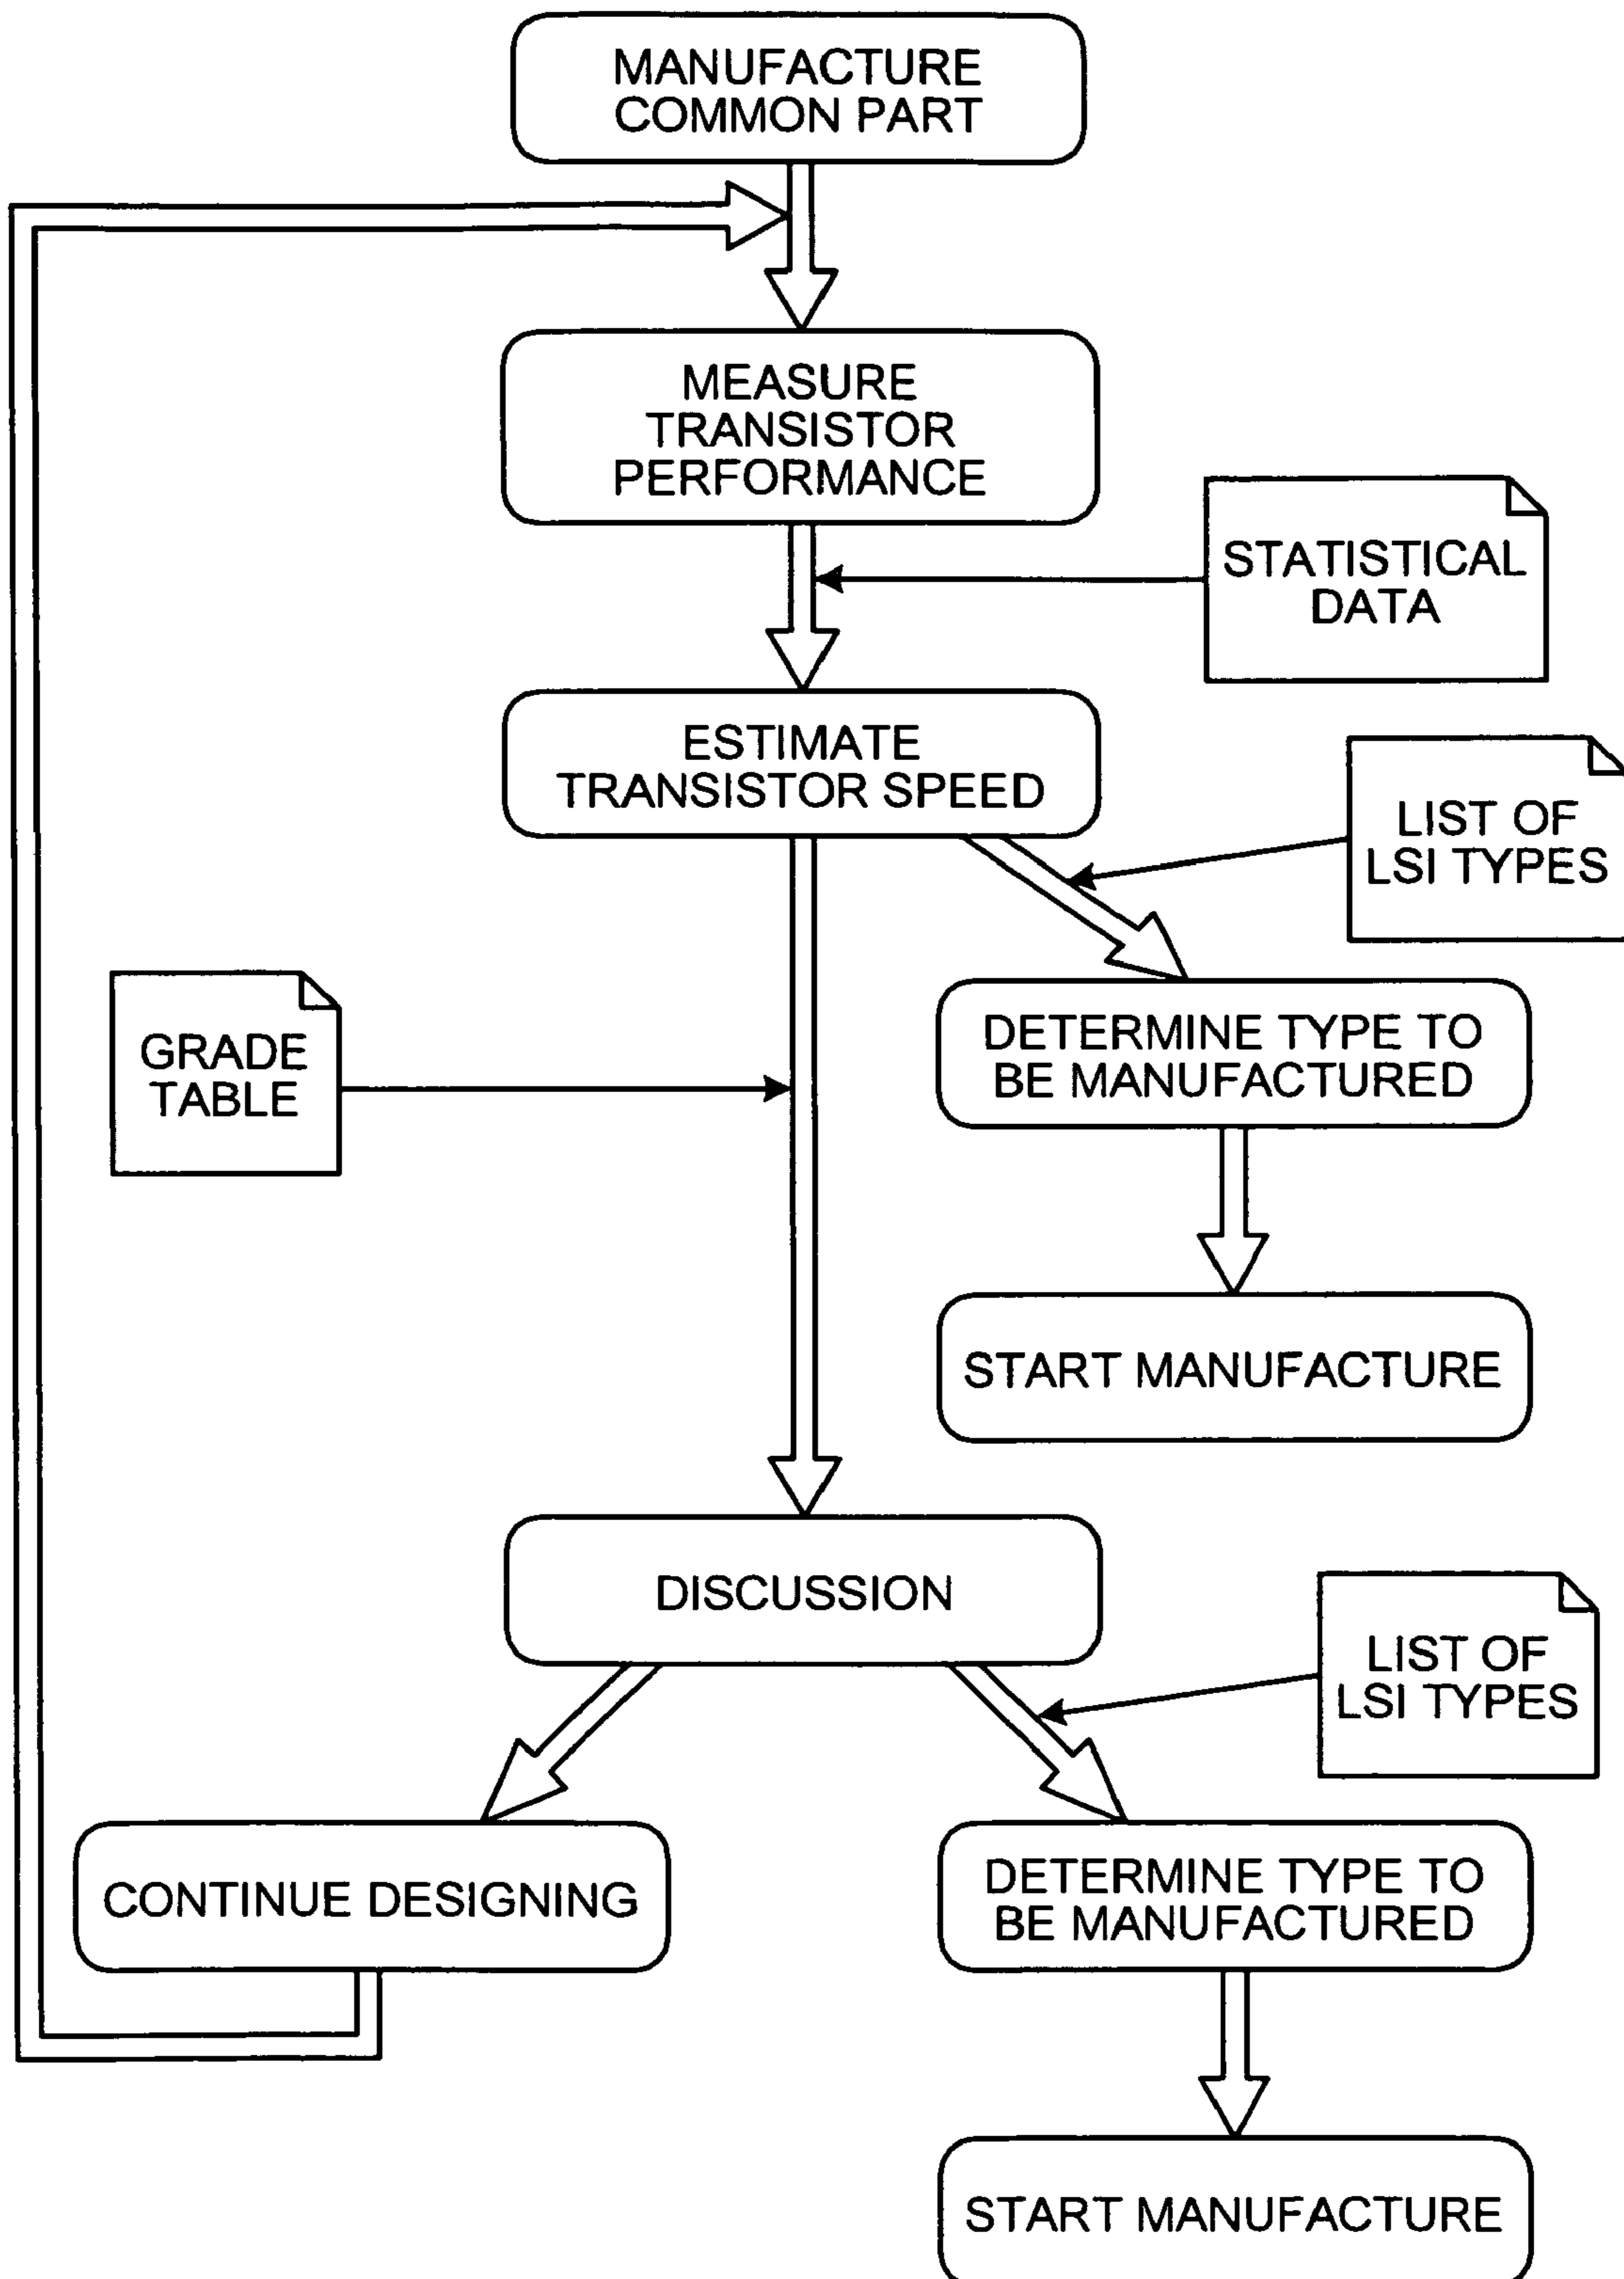 MANUFACTURE
COMMON PART
MEASURE
TRANSISTOR
PERFORMANCE
STATISTICAL
DATA
ESTIMATE
TRANSISTOR SPEED
LIST OF
LSI TYPES
GRADE
TABLE
DETERMINE TYPE TO
BE MANUFACTURED
START MANUFACTURE
DISCUSSION
LIST OF
LSI TYPES
CONTINUE DESIGNING
DETERMINE TYPE TO
BE MANUFACTURED
START MANUFACTURE